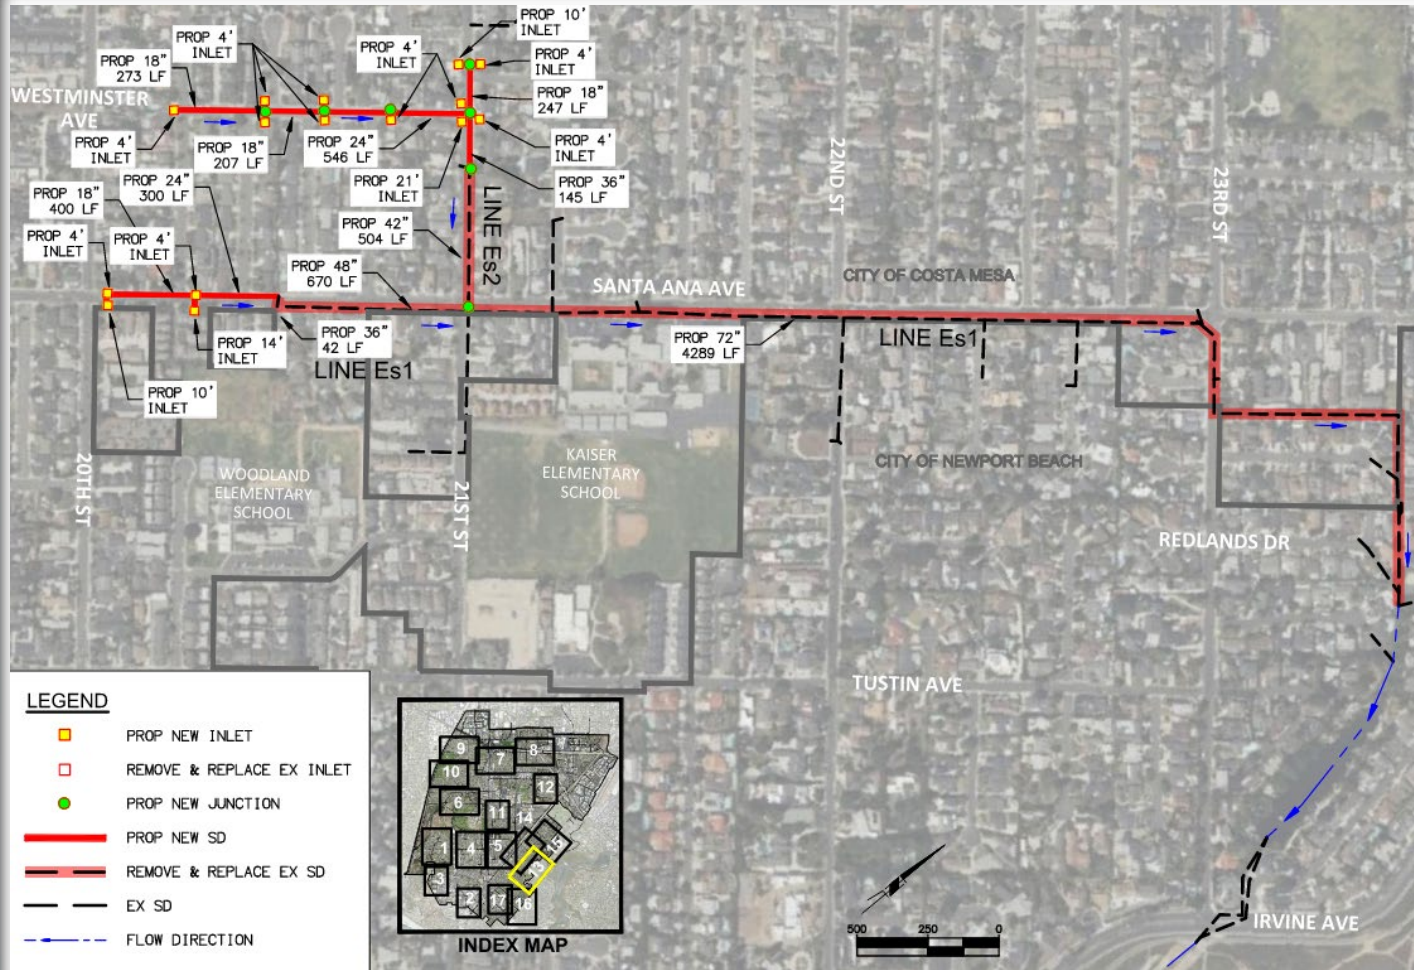 PROP 10'
INLET
PROP 4'
INLET
PROP 4'
INLET
PROP 4'
INLET
PROP 18"
273 LF
PROP 18"
247 LF
WESTMINSTER
AVE
PROP 4'
INLET
PROP 18"
207 LF
PROP 24"
546 LF
PROP 4'
INLET
PROP 24"
300 LF
PROP 18"
400 LF
PROP 21'
INLET
PROP 36"
145 LF
LINE Es2
22ND ST
23RD ST
PROP 4'
INLET
PROP 4'
INLET
PROP 42"
504 LF
PROP 48"
670 LF
SANTA ANA AVE
CITY OF COSTA MESA
PROP 14'
INLET
PROP 36"
42 LF
LINE Es1
PROP 72"
4289 LF
LINE Es1
PROP 10'
INLET
20TH ST
WOODLAND
ELEMENTARY
SCHOOL
21ST ST
KAISER
ELEMENTARY
SCHOOL
CITY OF NEWPORT BEACH
REDLANDS DR
TUSTIN AVE
IRVINE AVE
LEGEND
PROP NEW INLET
REMOVE & REPLACE EX INLET
PROP NEW JUNCTION
PROP NEW SD
REMOVE & REPLACE EX SD
EX SD
FLOW DIRECTION
9
7
8
10
12
6
11
14
1
4
5
15
13
3
2
17
16
INDEX MAP
500
250
0